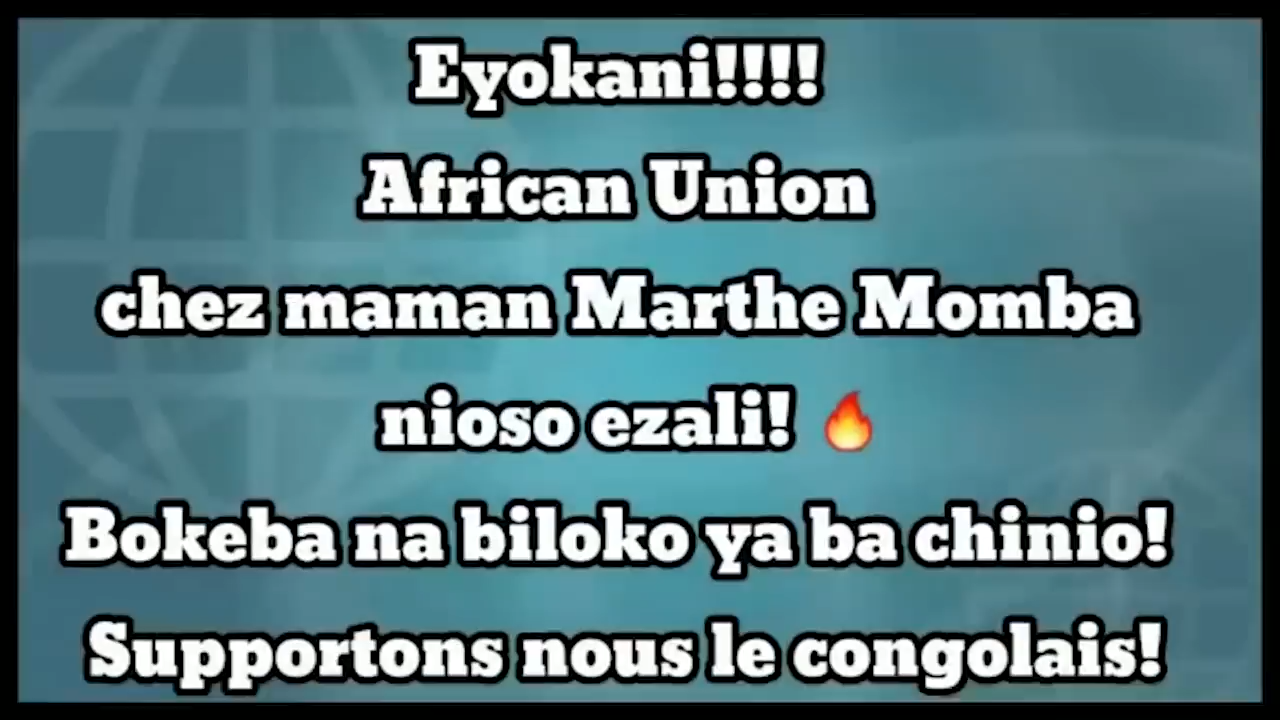 Eyokani!!!!
African Union
chez maman Marthe Momba
nioso ezali! 🔥
Bokeba na biloko ya ba chinio!
Supportons nous le congolais!